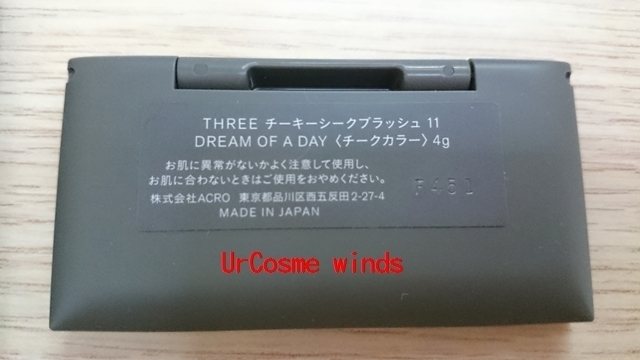 THREE チーキーシークブラッシュ 11
DREAM OF A DAY 〈チークカラー〉4g
お肌に異常がないかよく注意して使用し、
お肌に合わないときはご使用をおやめください。
株式会社ACRO 東京都品川区西五反田2-27-4
MADE IN JAPAN
F452
UrCosme winds